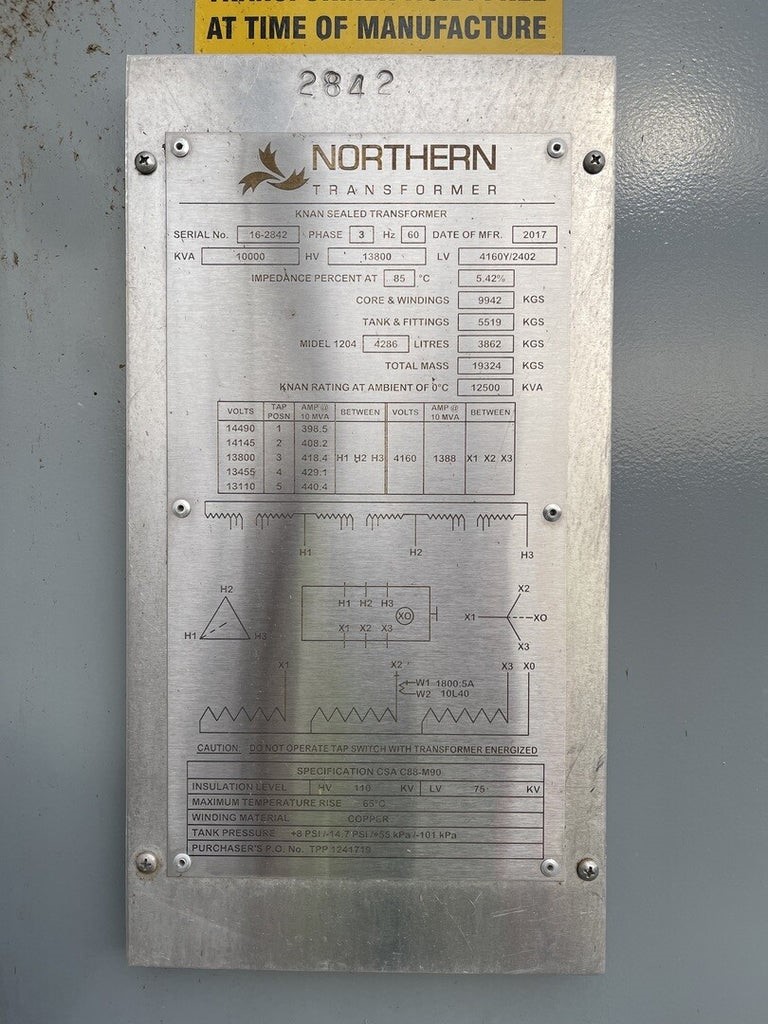 AT TIME OF MANUFACTURE
2842
NORTHERN
TRANSFORMER
KNAN SEALED TRANSFORMER
SERIAL No. 16-2842 PHASE 3 Hz 60 DATE OF MFR. 2017
KVA 10000 HV 13800 LV 4160Y/2402
IMPEDANCE PERCENT AT 85 °C 5.42%
CORE & WINDINGS 9942 KGS
TANK & FITTINGS 5519 KGS
MIDEL 1204 4286 LITRES 3862 KGS
TOTAL MASS 19324 KGS
KNAN RATING AT AMBIENT OF 0°C 12500 KVA
VOLTS TAP POSN AMP @ 10 MVA BETWEEN VOLTS AMP @ 10 MVA BETWEEN
14490 1 398.5
14145 2 408.2
13800 3 418.4 H1 H2 H3 4160 1388 X1 X2 X3
13455 4 429.1
13110 5 440.4
H1 H2 H3
H2
H1 H3
H1 H2 H3
XO
X1 X2 X3
X2
X1 XO
X3
X1 X2 X3 X0
W1 1800:5A
W2 10L40
CAUTION: DO NOT OPERATE TAP SWITCH WITH TRANSFORMER ENERGIZED
SPECIFICATION CSA C88-M90
INSULATION LEVEL HV 110 KV LV 75 KV
MAXIMUM TEMPERATURE RISE 65°C
WINDING MATERIAL COPPER
TANK PRESSURE +8 PSI /-14.7 PSI /+55 kPa /-101 kPa
PURCHASER'S P.O. No. TPP 1241719